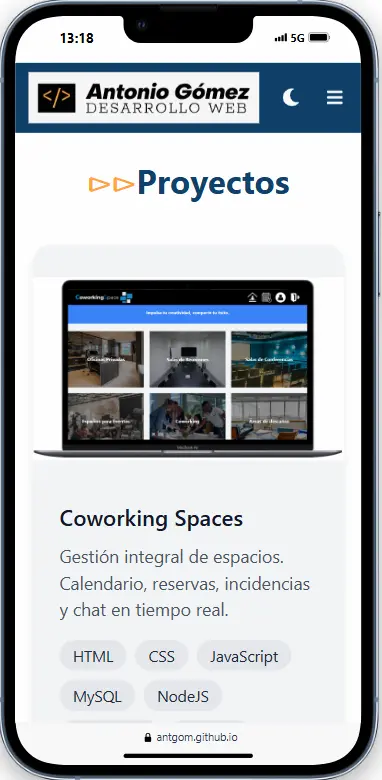 13:18
5G
</> Antonio Gómez
DESARROLLO WEB
▻▻Proyectos
Coworking Space
Impulsa tu creatividad, comparte tu éxito.
Oficinas Privadas
Salas de Reuniones
Salas de Conferencias
Espacios para Eventos
Coworking
Áreas de descanso
Coworking Spaces
Gestión integral de espacios.
Calendario, reservas, incidencias
y chat en tiempo real.
HTML
CSS
JavaScript
MySQL
NodeJS
antgom.github.io